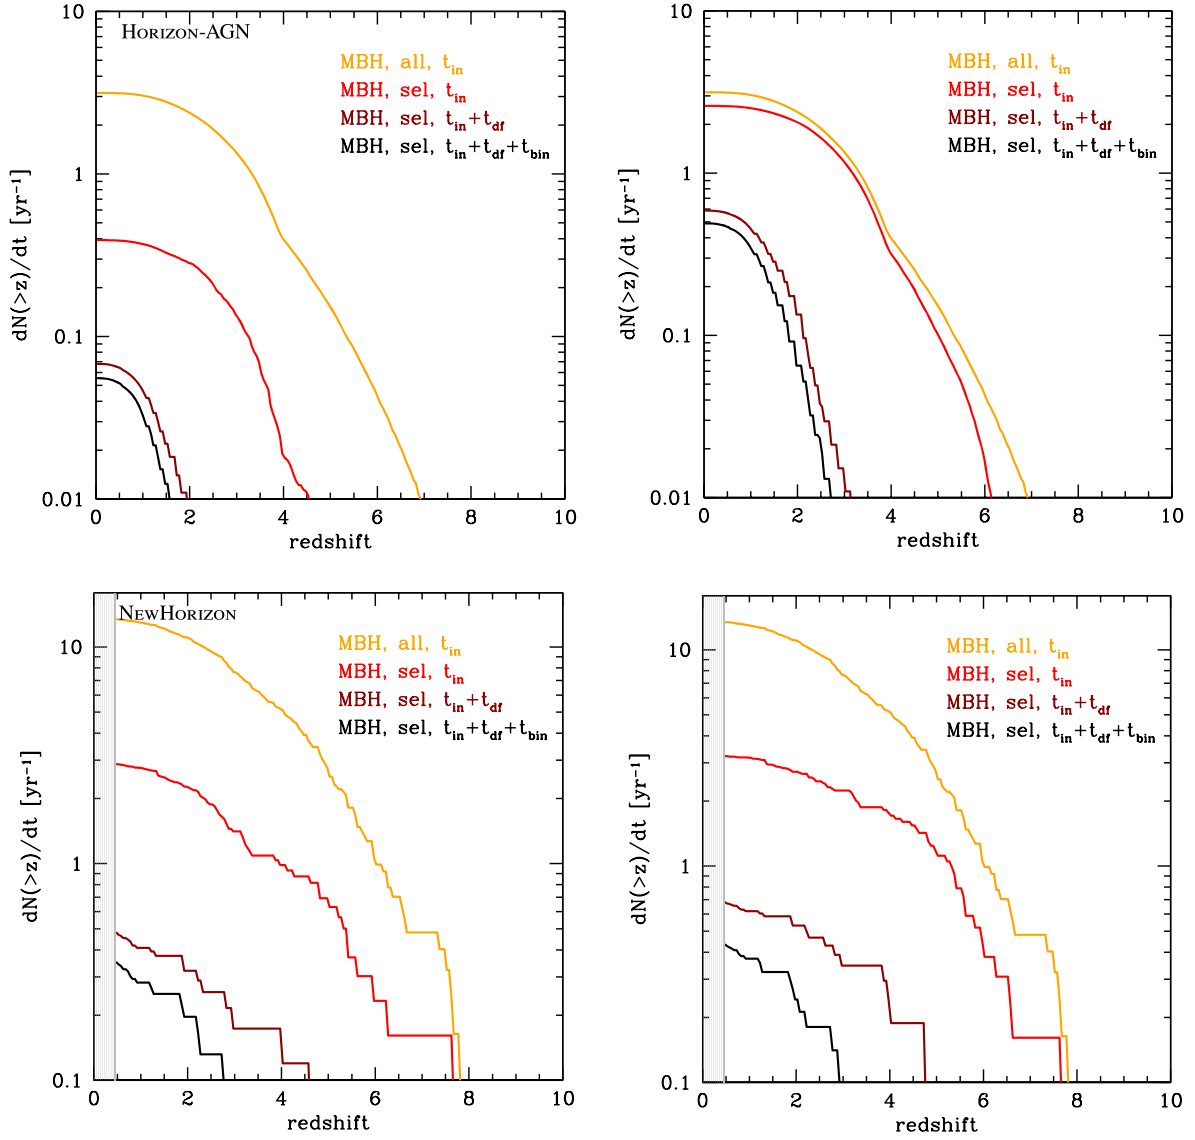 HORIZON-AGN
MBH, all, t_in
MBH, sel, t_in
MBH, sel, t_in+t_df
MBH, sel, t_in+t_df+t_bin
dN(>z)/dt [yr⁻¹]
10
1
0.1
0.01
0 2 4 6 8 10
redshift
MBH, all, t_in
MBH, sel, t_in
MBH, sel, t_in+t_df
MBH, sel, t_in+t_df+t_bin
dN(>z)/dt [yr⁻¹]
10
1
0.1
0.01
0 2 4 6 8 10
redshift
NEWHORIZON
MBH, all, t_in
MBH, sel, t_in
MBH, sel, t_in+t_df
MBH, sel, t_in+t_df+t_bin
dN(>z)/dt [yr⁻¹]
10
1
0.1
0 2 4 6 8 10
redshift
MBH, all, t_in
MBH, sel, t_in
MBH, sel, t_in+t_df
MBH, sel, t_in+t_df+t_bin
dN(>z)/dt [yr⁻¹]
10
1
0.1
0 2 4 6 8 10
redshift